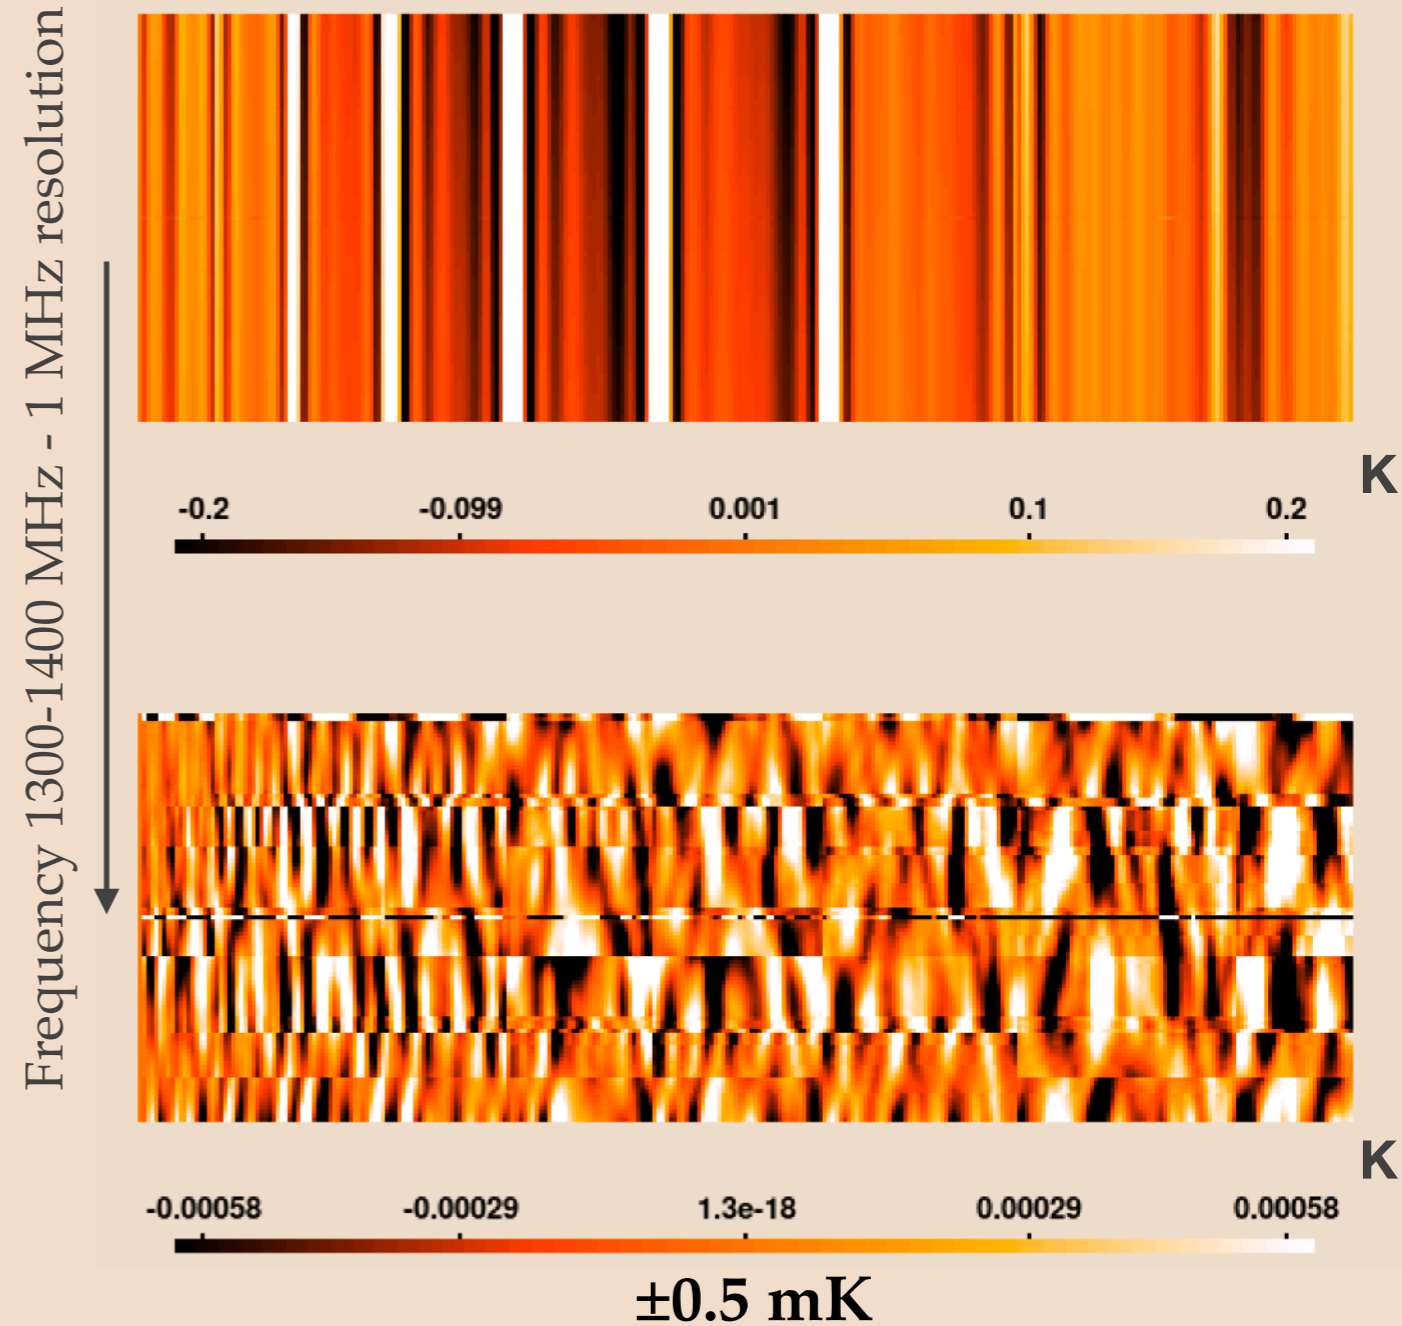 Frequency 1300-1400 MHz - 1 MHz resolution
K
-0.2 -0.099 0.001 0.1 0.2
K
-0.00058 -0.00029 1.3e-18 0.00029 0.00058
±0.5 mK